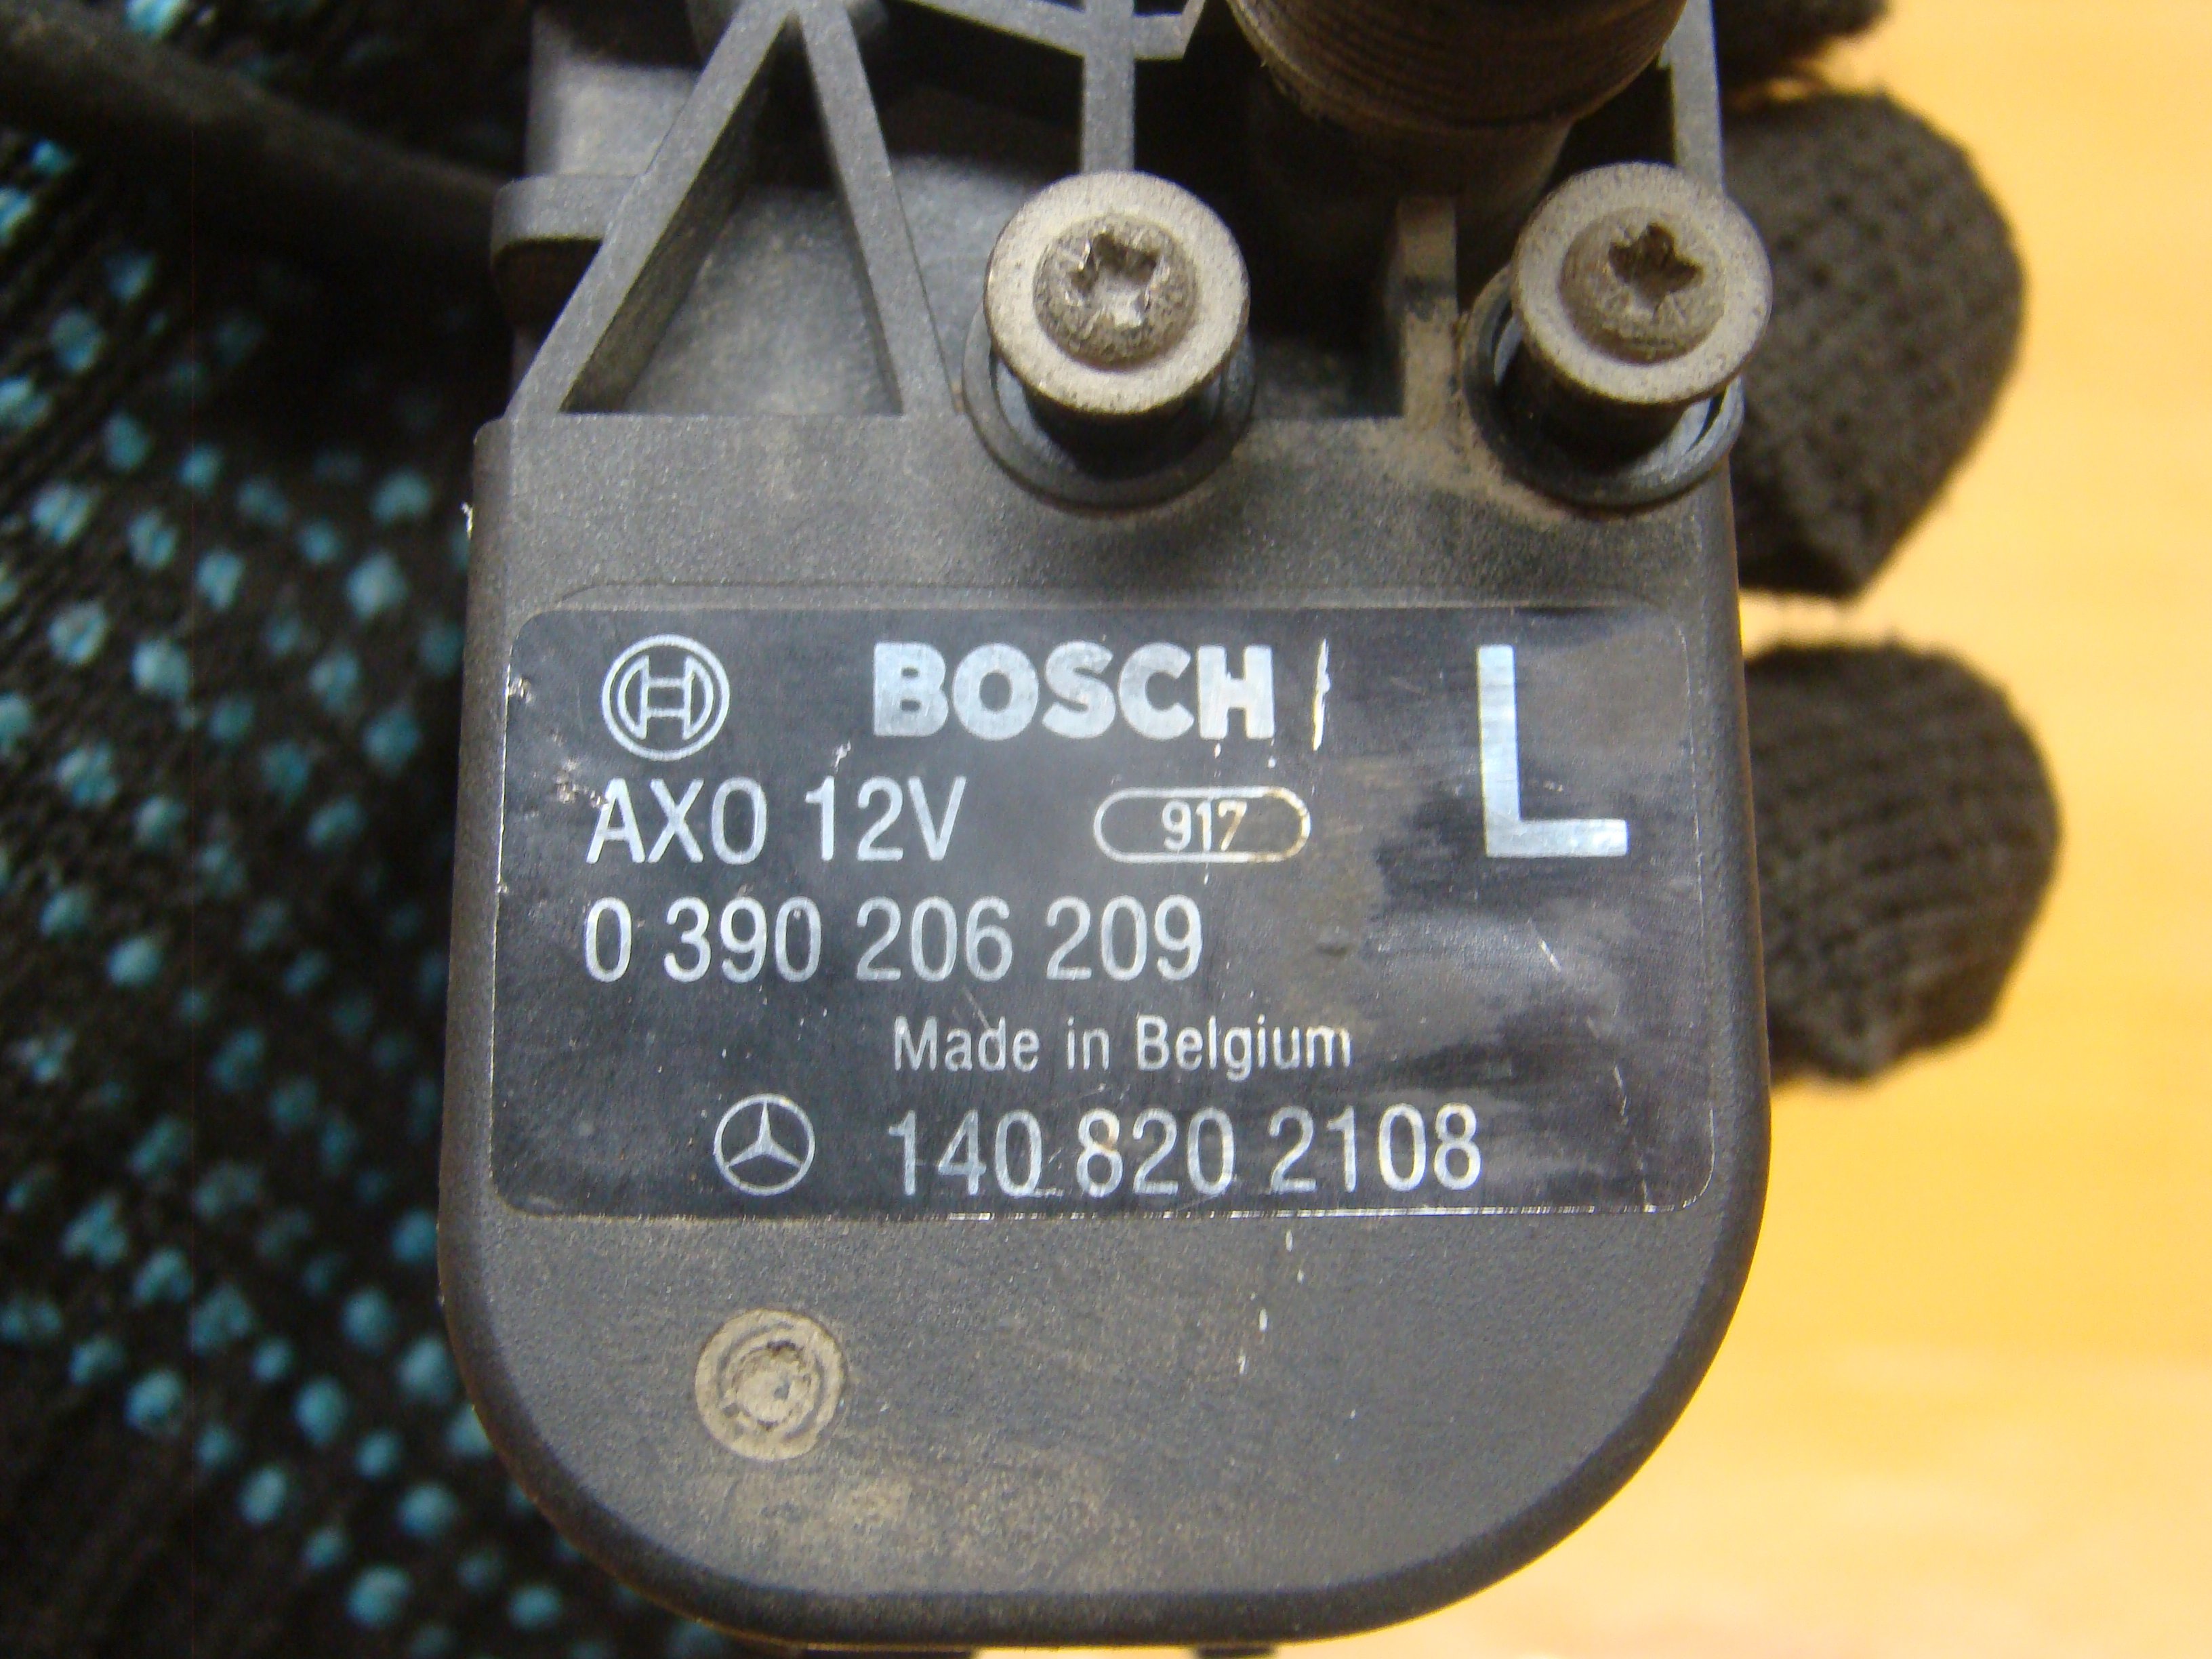 BOSCH L
AXO 12V 917
0 390 206 209
Made in Belgium
140 820 2108